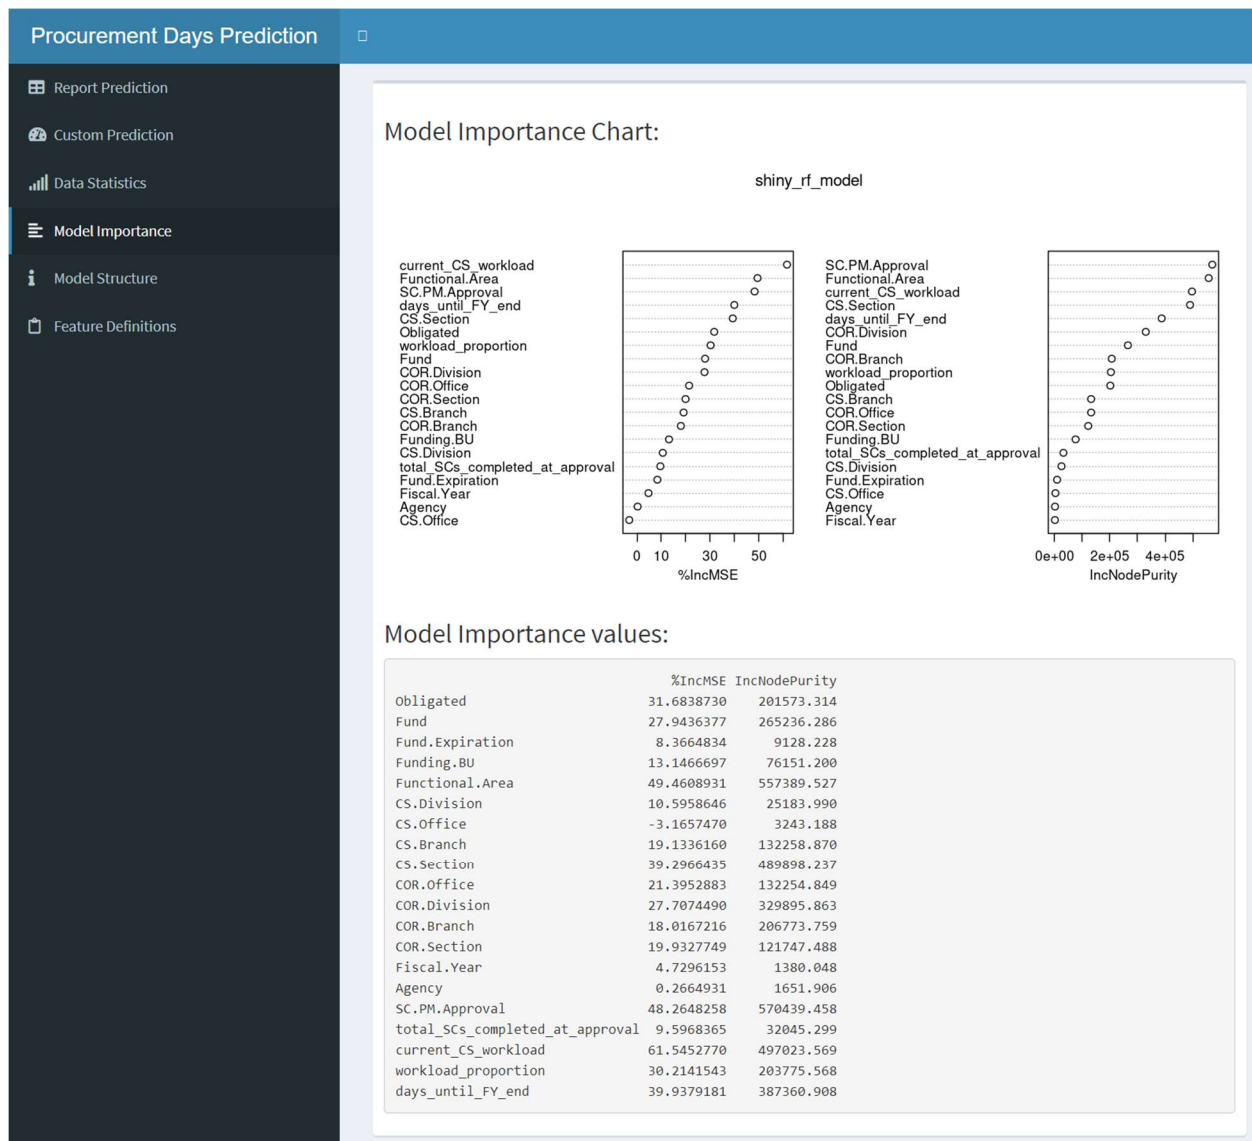 Procurement Days Prediction
Report Prediction
Custom Prediction
Data Statistics
Model Importance
Model Structure
Feature Definitions
Model Importance Chart:
shiny_rf_model
current_CS_workload
Functional.Area
SC.PM.Approval
days_until_FY_end
CS.Section
Obligated
workload_proportion
Fund
COR.Division
COR.Office
COR.Section
CS.Branch
COR.Branch
Funding.BU
CS.Division
total_SCs_completed_at_approval
Fund.Expiration
Fiscal.Year
Agency
CS.Office
0 10 30 50
%IncMSE
SC.PM.Approval
Functional.Area
current_CS_workload
CS.Section
days_until_FY_end
COR.Division
Fund
COR.Branch
workload_proportion
Obligated
CS.Branch
COR.Office
COR.Section
Funding.BU
total_SCs_completed_at_approval
CS.Division
Fund.Expiration
CS.Office
Agency
Fiscal.Year
0e+00 2e+05 4e+05
IncNodePurity
Model Importance values:
%IncMSE IncNodePurity
Obligated 31.6838730 201573.314
Fund 27.9436377 265236.286
Fund.Expiration 8.3664834 9128.228
Funding.BU 13.1466697 76151.200
Functional.Area 49.4608931 557389.527
CS.Division 10.5958646 25183.990
CS.Office -3.1657470 3243.188
CS.Branch 19.1336160 132258.870
CS.Section 39.2966435 489898.237
COR.Office 21.3952883 132254.849
COR.Division 27.7074490 329895.863
COR.Branch 18.0167216 206773.759
COR.Section 19.9327749 121747.488
Fiscal.Year 4.7296153 1380.048
Agency 0.2664931 1651.906
SC.PM.Approval 48.2648258 570439.458
total_SCs_completed_at_approval 9.5968365 32045.299
current_CS_workload 61.5452770 497023.569
workload_proportion 30.2141543 203775.568
days_until_FY_end 39.9379181 387360.908